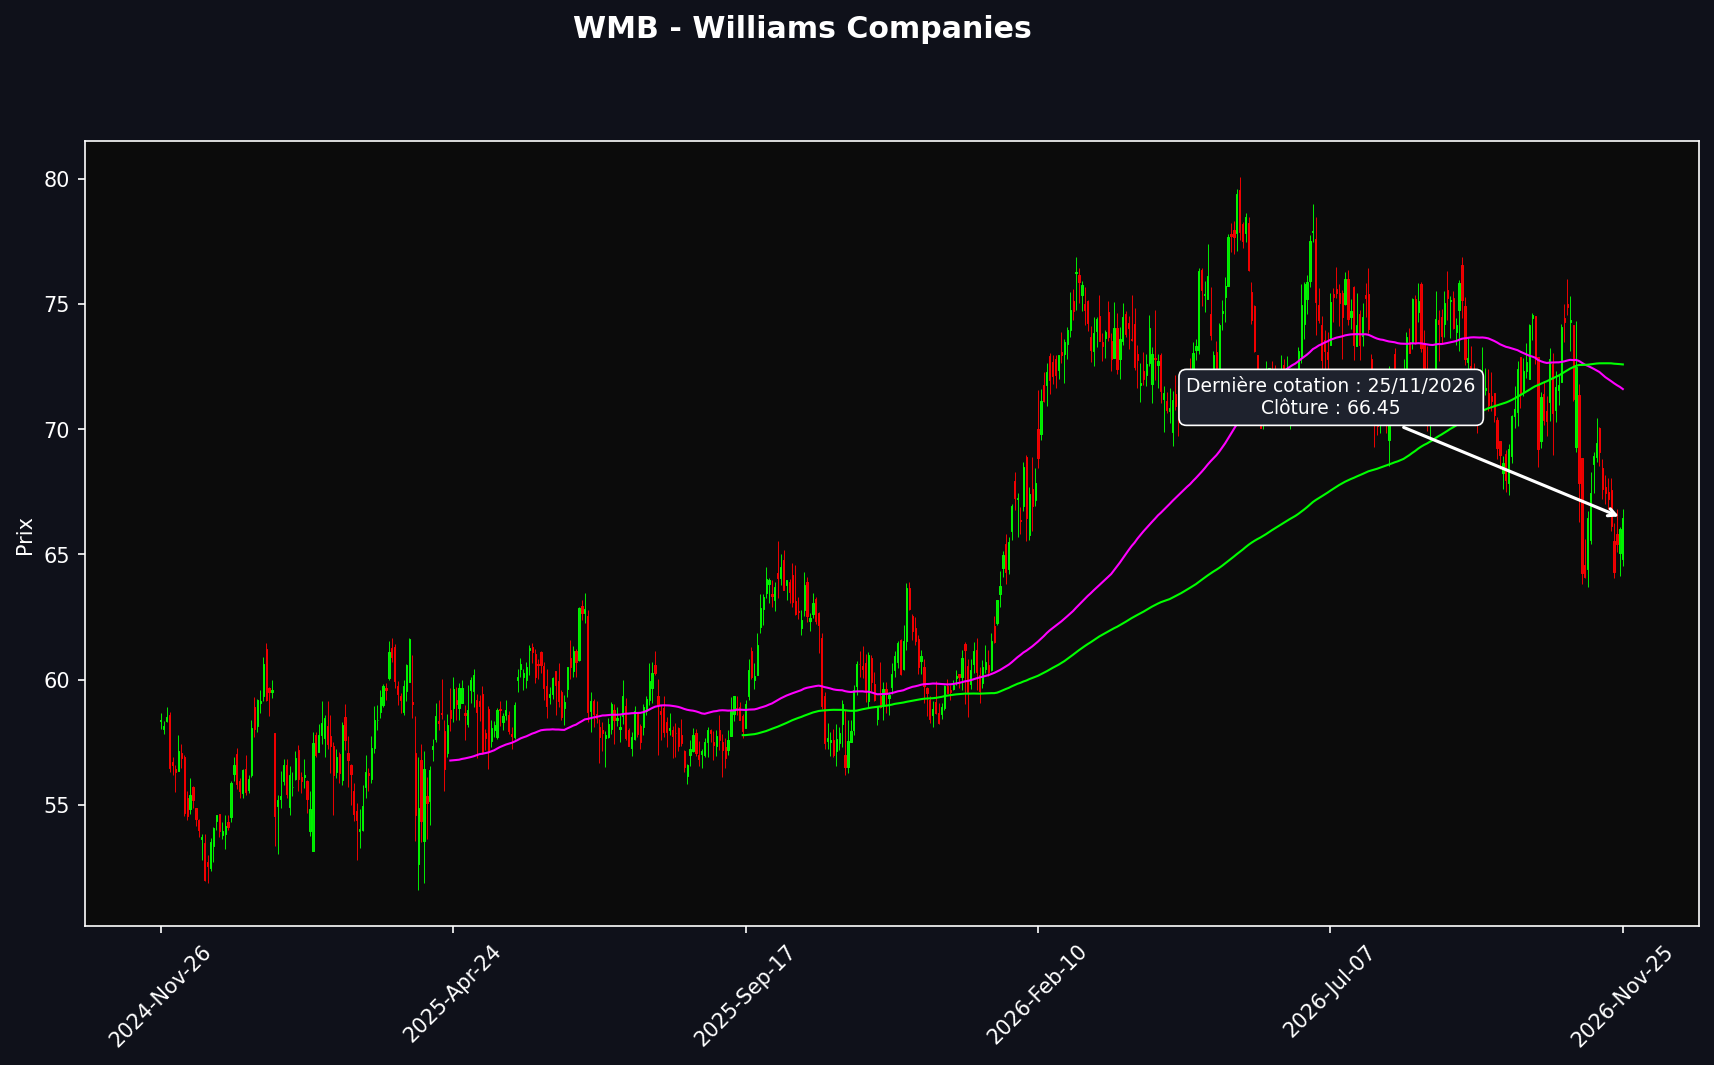 WMB - Williams Companies
Prix
80
75
70
65
60
55
Dernière cotation : 25/11/2026
Clôture : 66.45
2024-Nov-26
2025-Apr-24
2025-Sep-17
2026-Feb-10
2026-Jul-07
2026-Nov-25